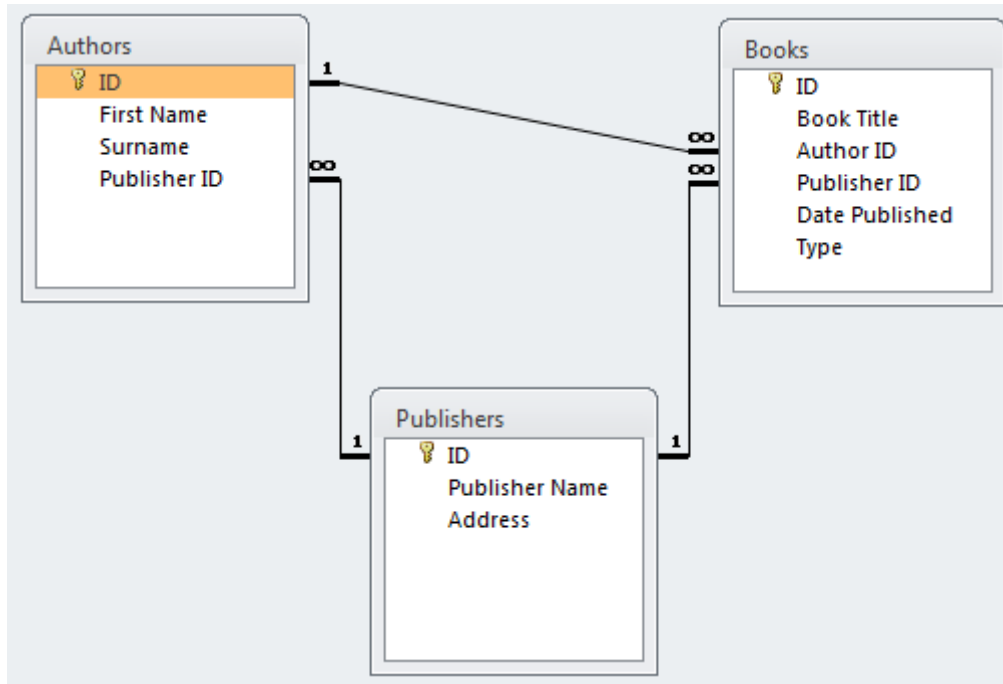 Authors
ID
First Name
Surname
Publisher ID
1
∞
Books
ID
Book Title
Author ID
Publisher ID
Date Published
Type
∞
∞
Publishers
ID
Publisher Name
Address
1
1